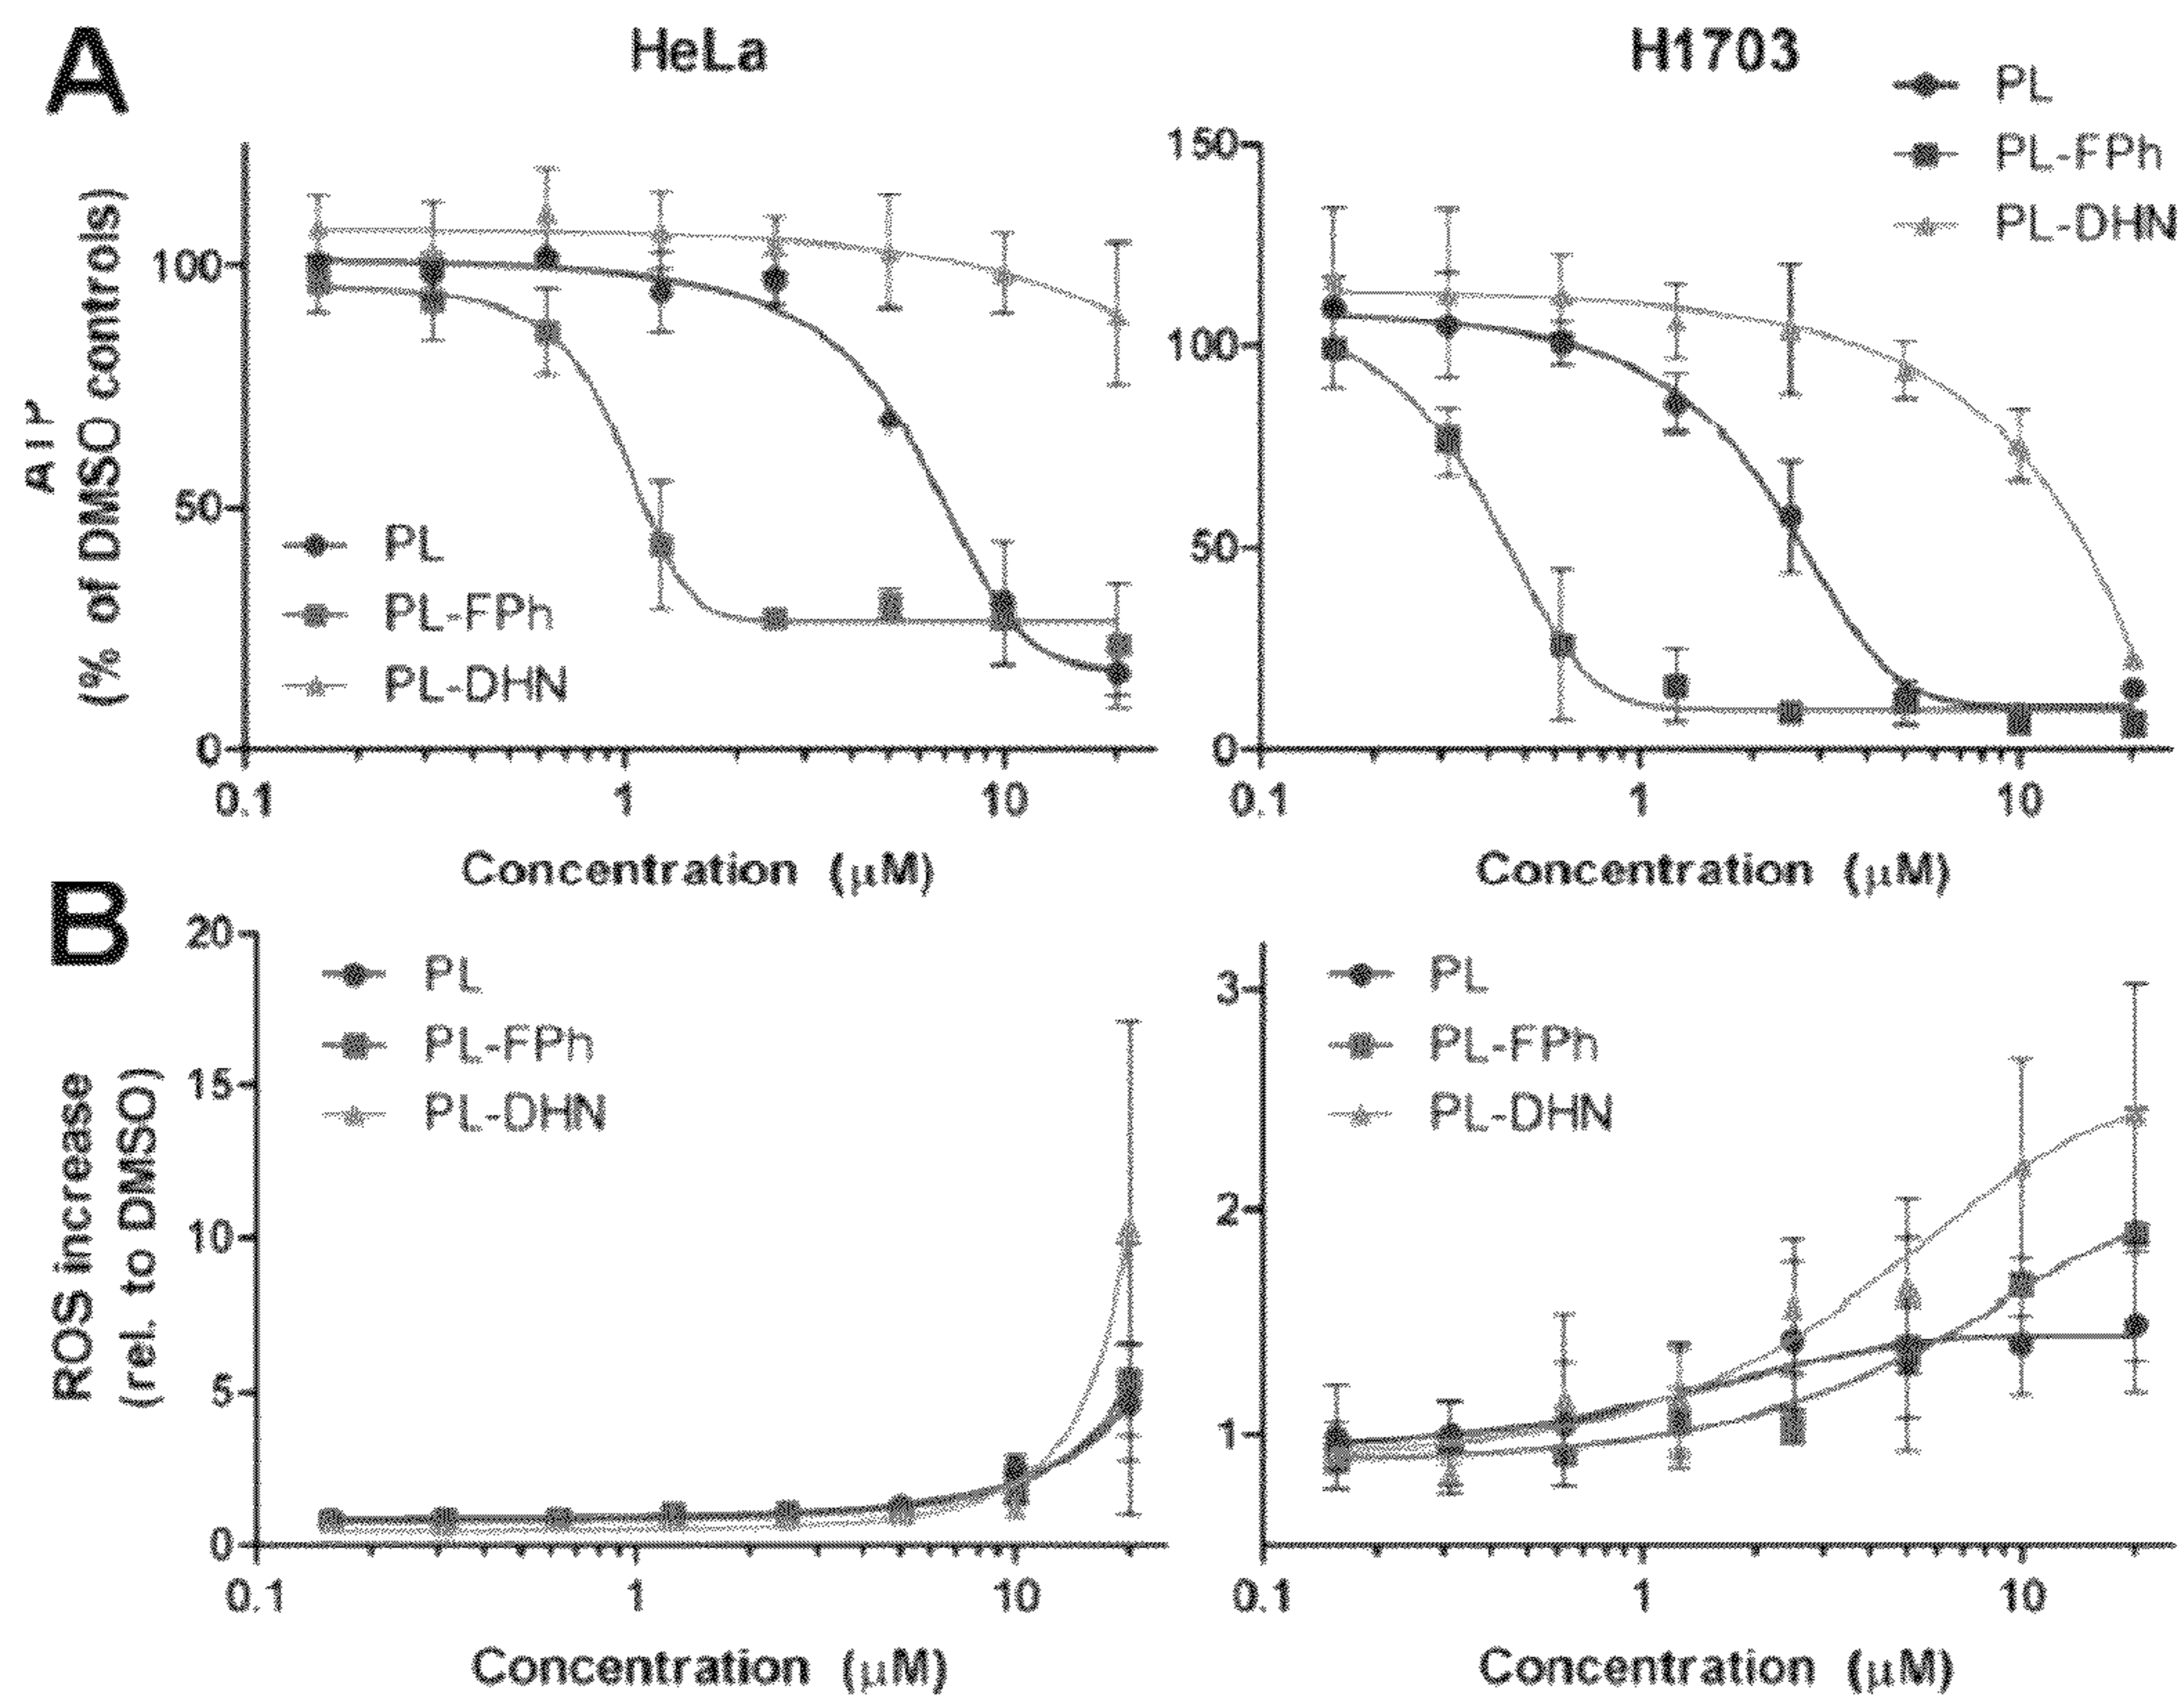 A
HeLa
H1703
PL
PL-FPh
PL-DHN
ATP
(% of DMSO controls)
100
50
0
PL
PL-FPh
PL-DHN
0.1
1
10
Concentration (µM)
150
100
50
0
0.1
1
10
Concentration (µM)
B
ROS increase
(rel. to DMSO)
20
15
10
5
0
PL
PL-FPh
PL-DHN
0.1
1
10
Concentration (µM)
3
2
1
PL
PL-FPh
PL-DHN
0.1
1
10
Concentration (µM)